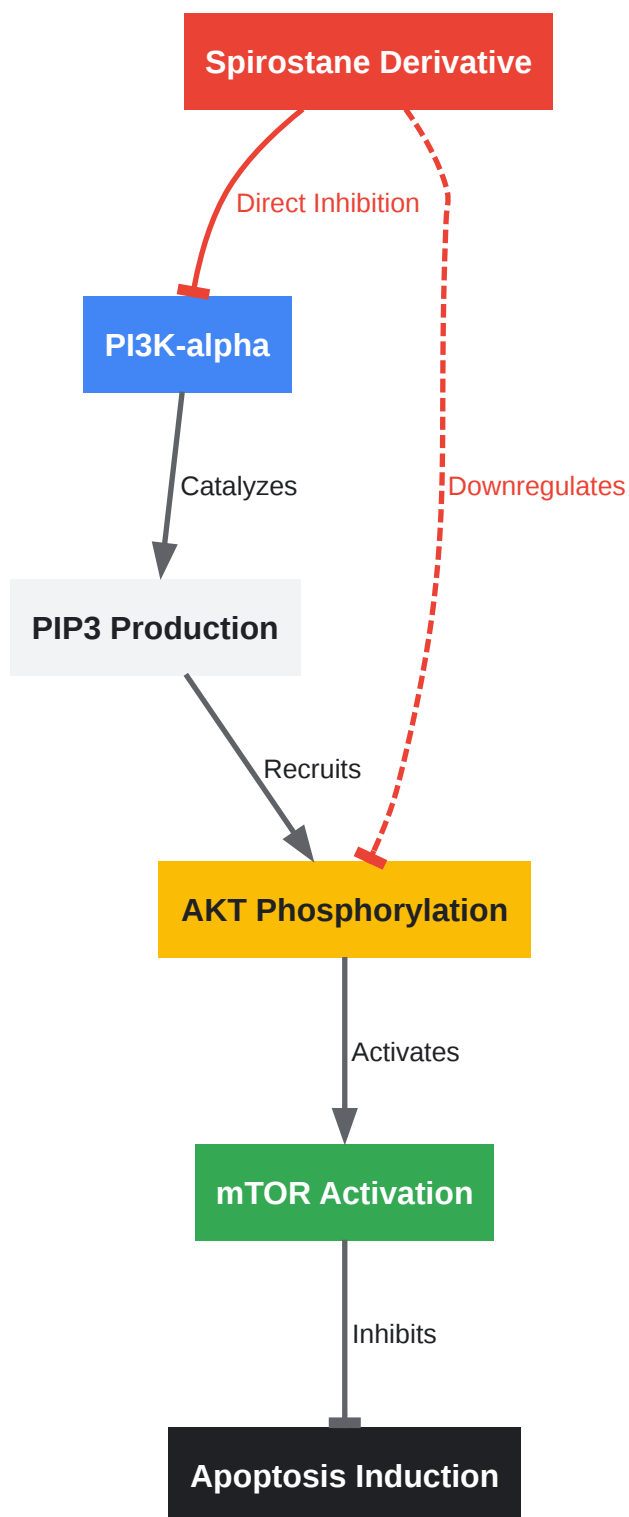 Spirostane Derivative
Direct Inhibition
PI3K-alpha
Catalyzes
Downregulates
PIP3 Production
Recruits
AKT Phosphorylation
Activates
mTOR Activation
Inhibits
Apoptosis Induction